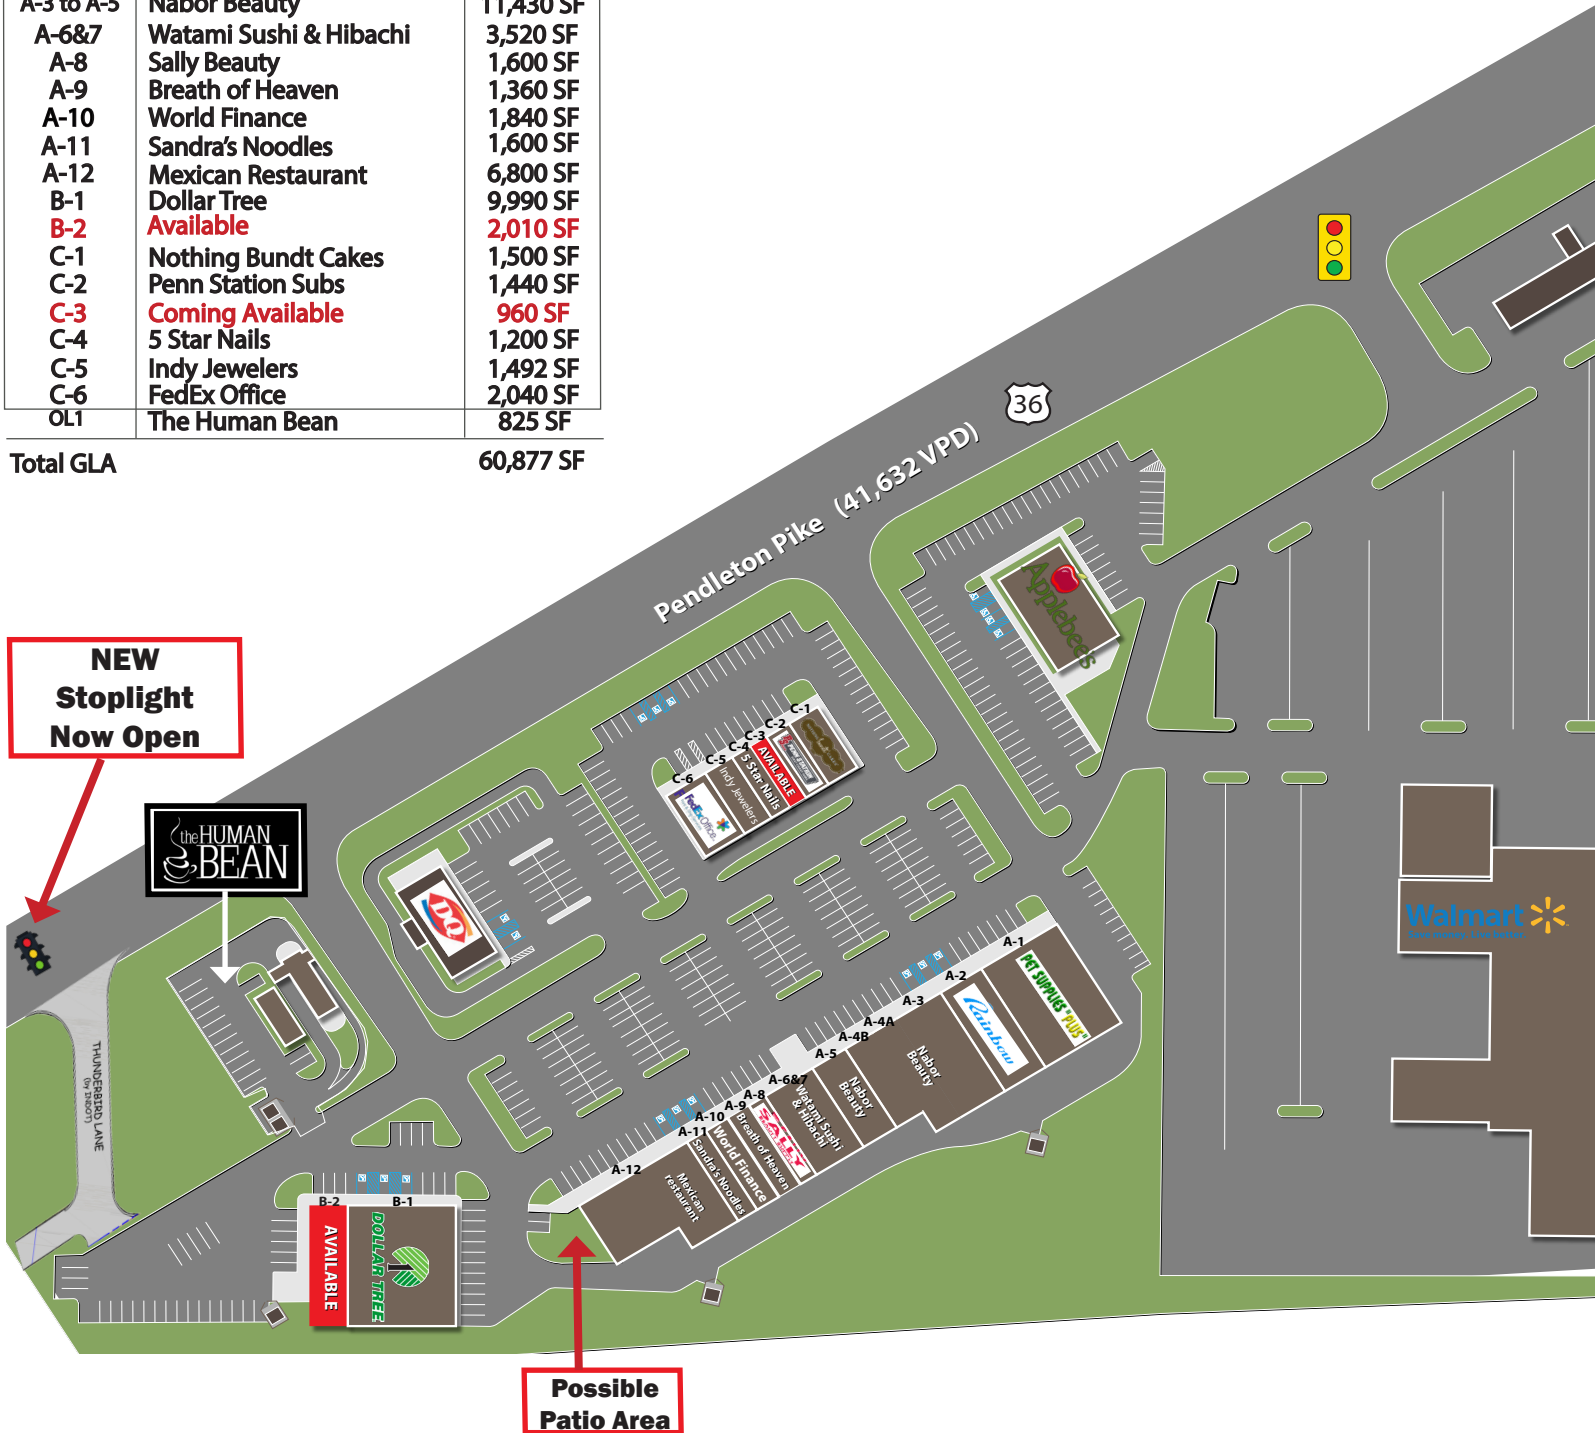 A-3 to A-5 Nabor Beauty 11,430 SF
A-6&7 Watami Sushi & Hibachi 3,520 SF
A-8 Sally Beauty 1,600 SF
A-9 Breath of Heaven 1,360 SF
A-10 World Finance 1,840 SF
A-11 Sandra's Noodles 1,600 SF
A-12 Mexican Restaurant 6,800 SF
B-1 Dollar Tree 9,990 SF
B-2 Available 2,010 SF
C-1 Nothing Bundt Cakes 1,500 SF
C-2 Penn Station Subs 1,440 SF
C-3 Coming Available 960 SF
C-4 5 Star Nails 1,200 SF
C-5 Indy Jewelers 1,492 SF
C-6 FedEx Office 2,040 SF
OL1 The Human Bean 825 SF
Total GLA 60,877 SF
36
Pendleton Pike (41,632 VPD)
Applebee's
NEW
Stoplight
Now Open
the HUMAN
BEAN
C-1
C-2
C-3
C-4
C-5
C-6
PENN STATION
AVAILABLE
5 Star Nails
Indy Jewelers
FedEx Office
DQ
Walmart
A-1
A-2
A-3
A-4A
A-4B
A-5
A-6&7
A-8
A-9
A-10
A-11
A-12
PET SUPPLIES "PLUS"
Rainbow
Nabor
Beauty
Nabor
Beauty
Watami Sushi
& Hibachi
SALLY
Breath of Heaven
World Finance
Sandra's Noodles
Mexican
restaurant
THUNDERBIRD LANE
(by INDOT)
B-2
B-1
AVAILABLE
DOLLAR TREE
Possible
Patio Area